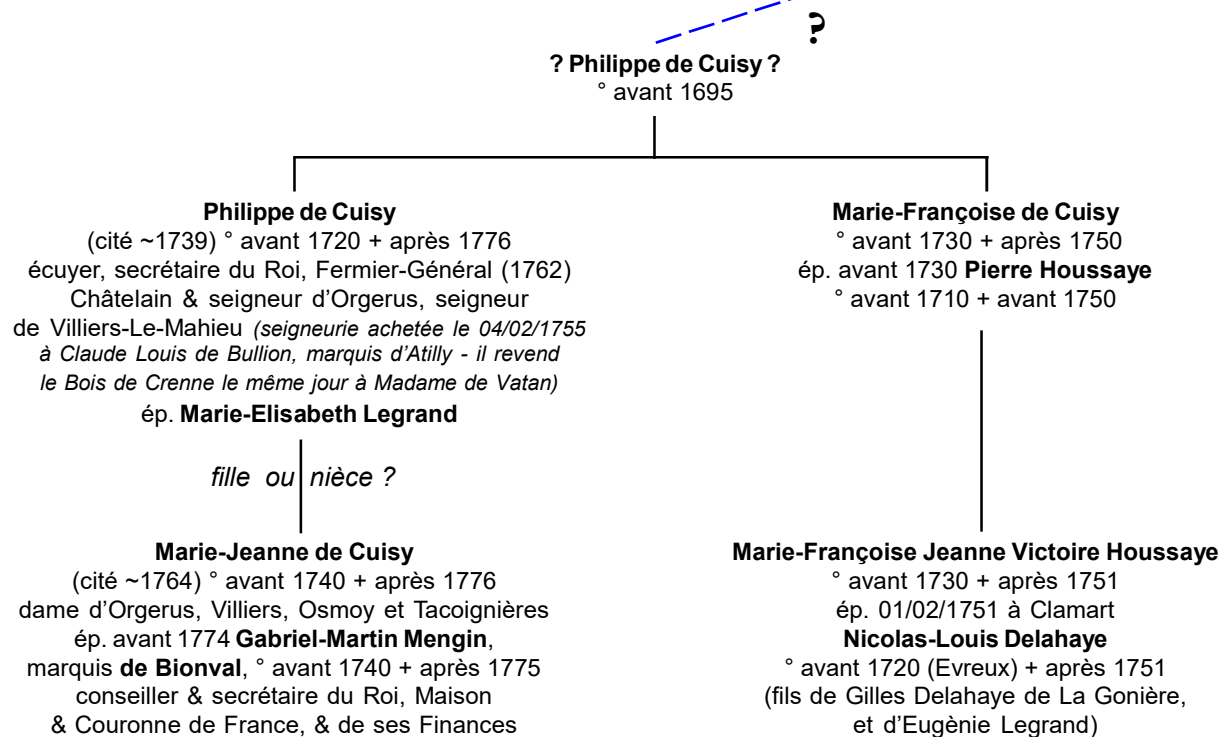 ?
? Philippe de Cuisy ?
° avant 1695
Philippe de Cuisy
(cité ~1739) ° avant 1720 + après 1776
écuyer, secrétaire du Roi, Fermier-Général (1762)
Châtelain & seigneur d'Orgerus, seigneur
de Villiers-Le-Mahieu (seigneurie achetée le 04/02/1755
à Claude Louis de Bullion, marquis d'Atilly - il revend
le Bois de Crenne le même jour à Madame de Vatan)
ép. Marie-Elisabeth Legrand
fille ou nièce ?
Marie-Jeanne de Cuisy
(cité ~1764) ° avant 1740 + après 1776
dame d'Orgerus, Villiers, Osmoy et Tacoignières
ép. avant 1774 Gabriel-Martin Mengin,
marquis de Bionval, ° avant 1740 + après 1775
conseiller & secrétaire du Roi, Maison
& Couronne de France, & de ses Finances
Marie-Françoise de Cuisy
° avant 1730 + après 1750
ép. avant 1730 Pierre Houssaye
° avant 1710 + avant 1750
Marie-Françoise Jeanne Victoire Houssaye
° avant 1730 + après 1751
ép. 01/02/1751 à Clamart
Nicolas-Louis Delahaye
° avant 1720 (Evreux) + après 1751
(fils de Gilles Delahaye de La Gonière,
et d'Eugènie Legrand)